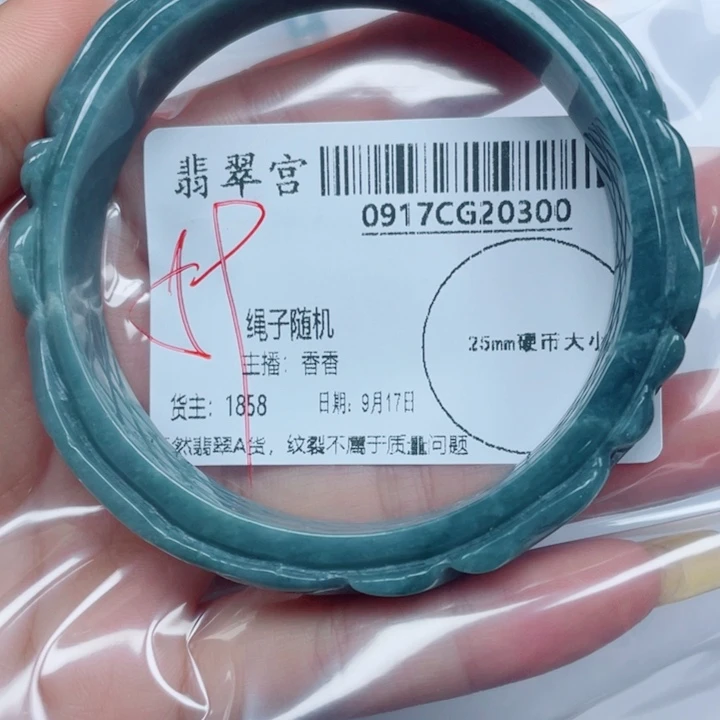 翡翠宫
0917CG20300
绳子随机
主播：香香
25mm硬币大小
货主：1858 日期：9月17日
然翡翠A货，纹裂不属于质量问题